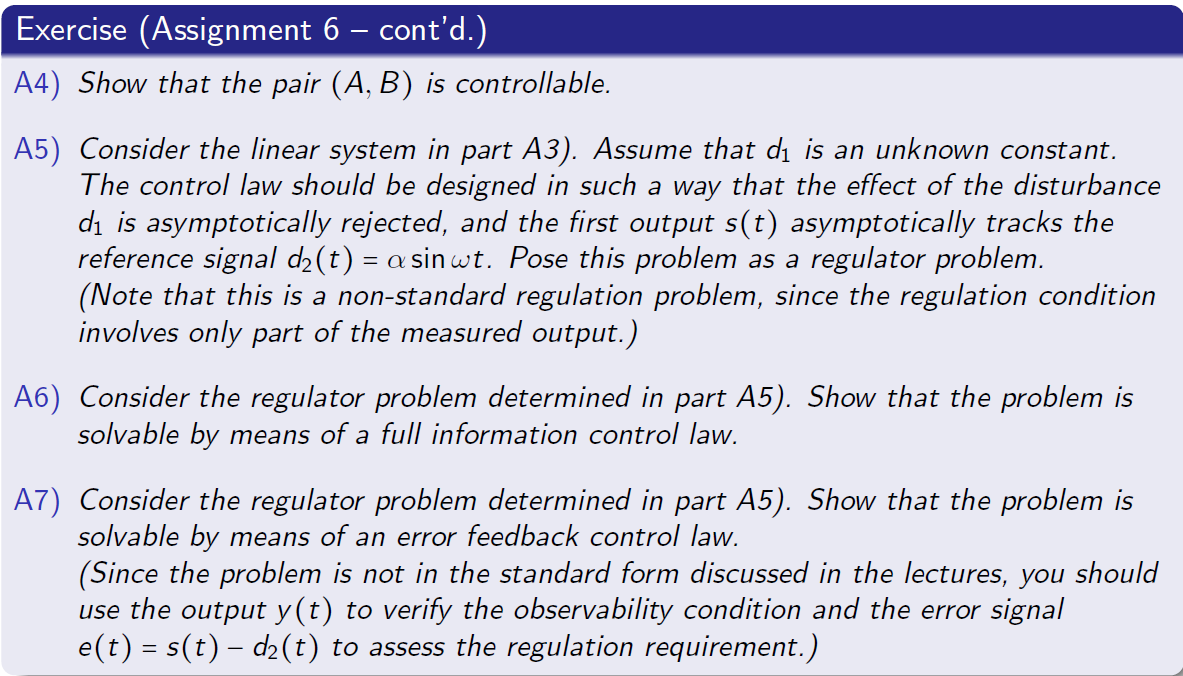 Exercise (Assignment 6 – cont'd.)
A4) Show that the pair (A, B) is controllable.
A5) Consider the linear system in part A3). Assume that d₁ is an unknown constant.
The control law should be designed in such a way that the effect of the disturbance
d₁ is asymptotically rejected, and the first output s(t) asymptotically tracks the
reference signal d₂(t) = α sin ωt. Pose this problem as a regulator problem.
(Note that this is a non-standard regulation problem, since the regulation condition
involves only part of the measured output.)
A6) Consider the regulator problem determined in part A5). Show that the problem is
solvable by means of a full information control law.
A7) Consider the regulator problem determined in part A5). Show that the problem is
solvable by means of an error feedback control law.
(Since the problem is not in the standard form discussed in the lectures, you should
use the output y(t) to verify the observability condition and the error signal
e(t) = s(t) – d₂(t) to assess the regulation requirement.)